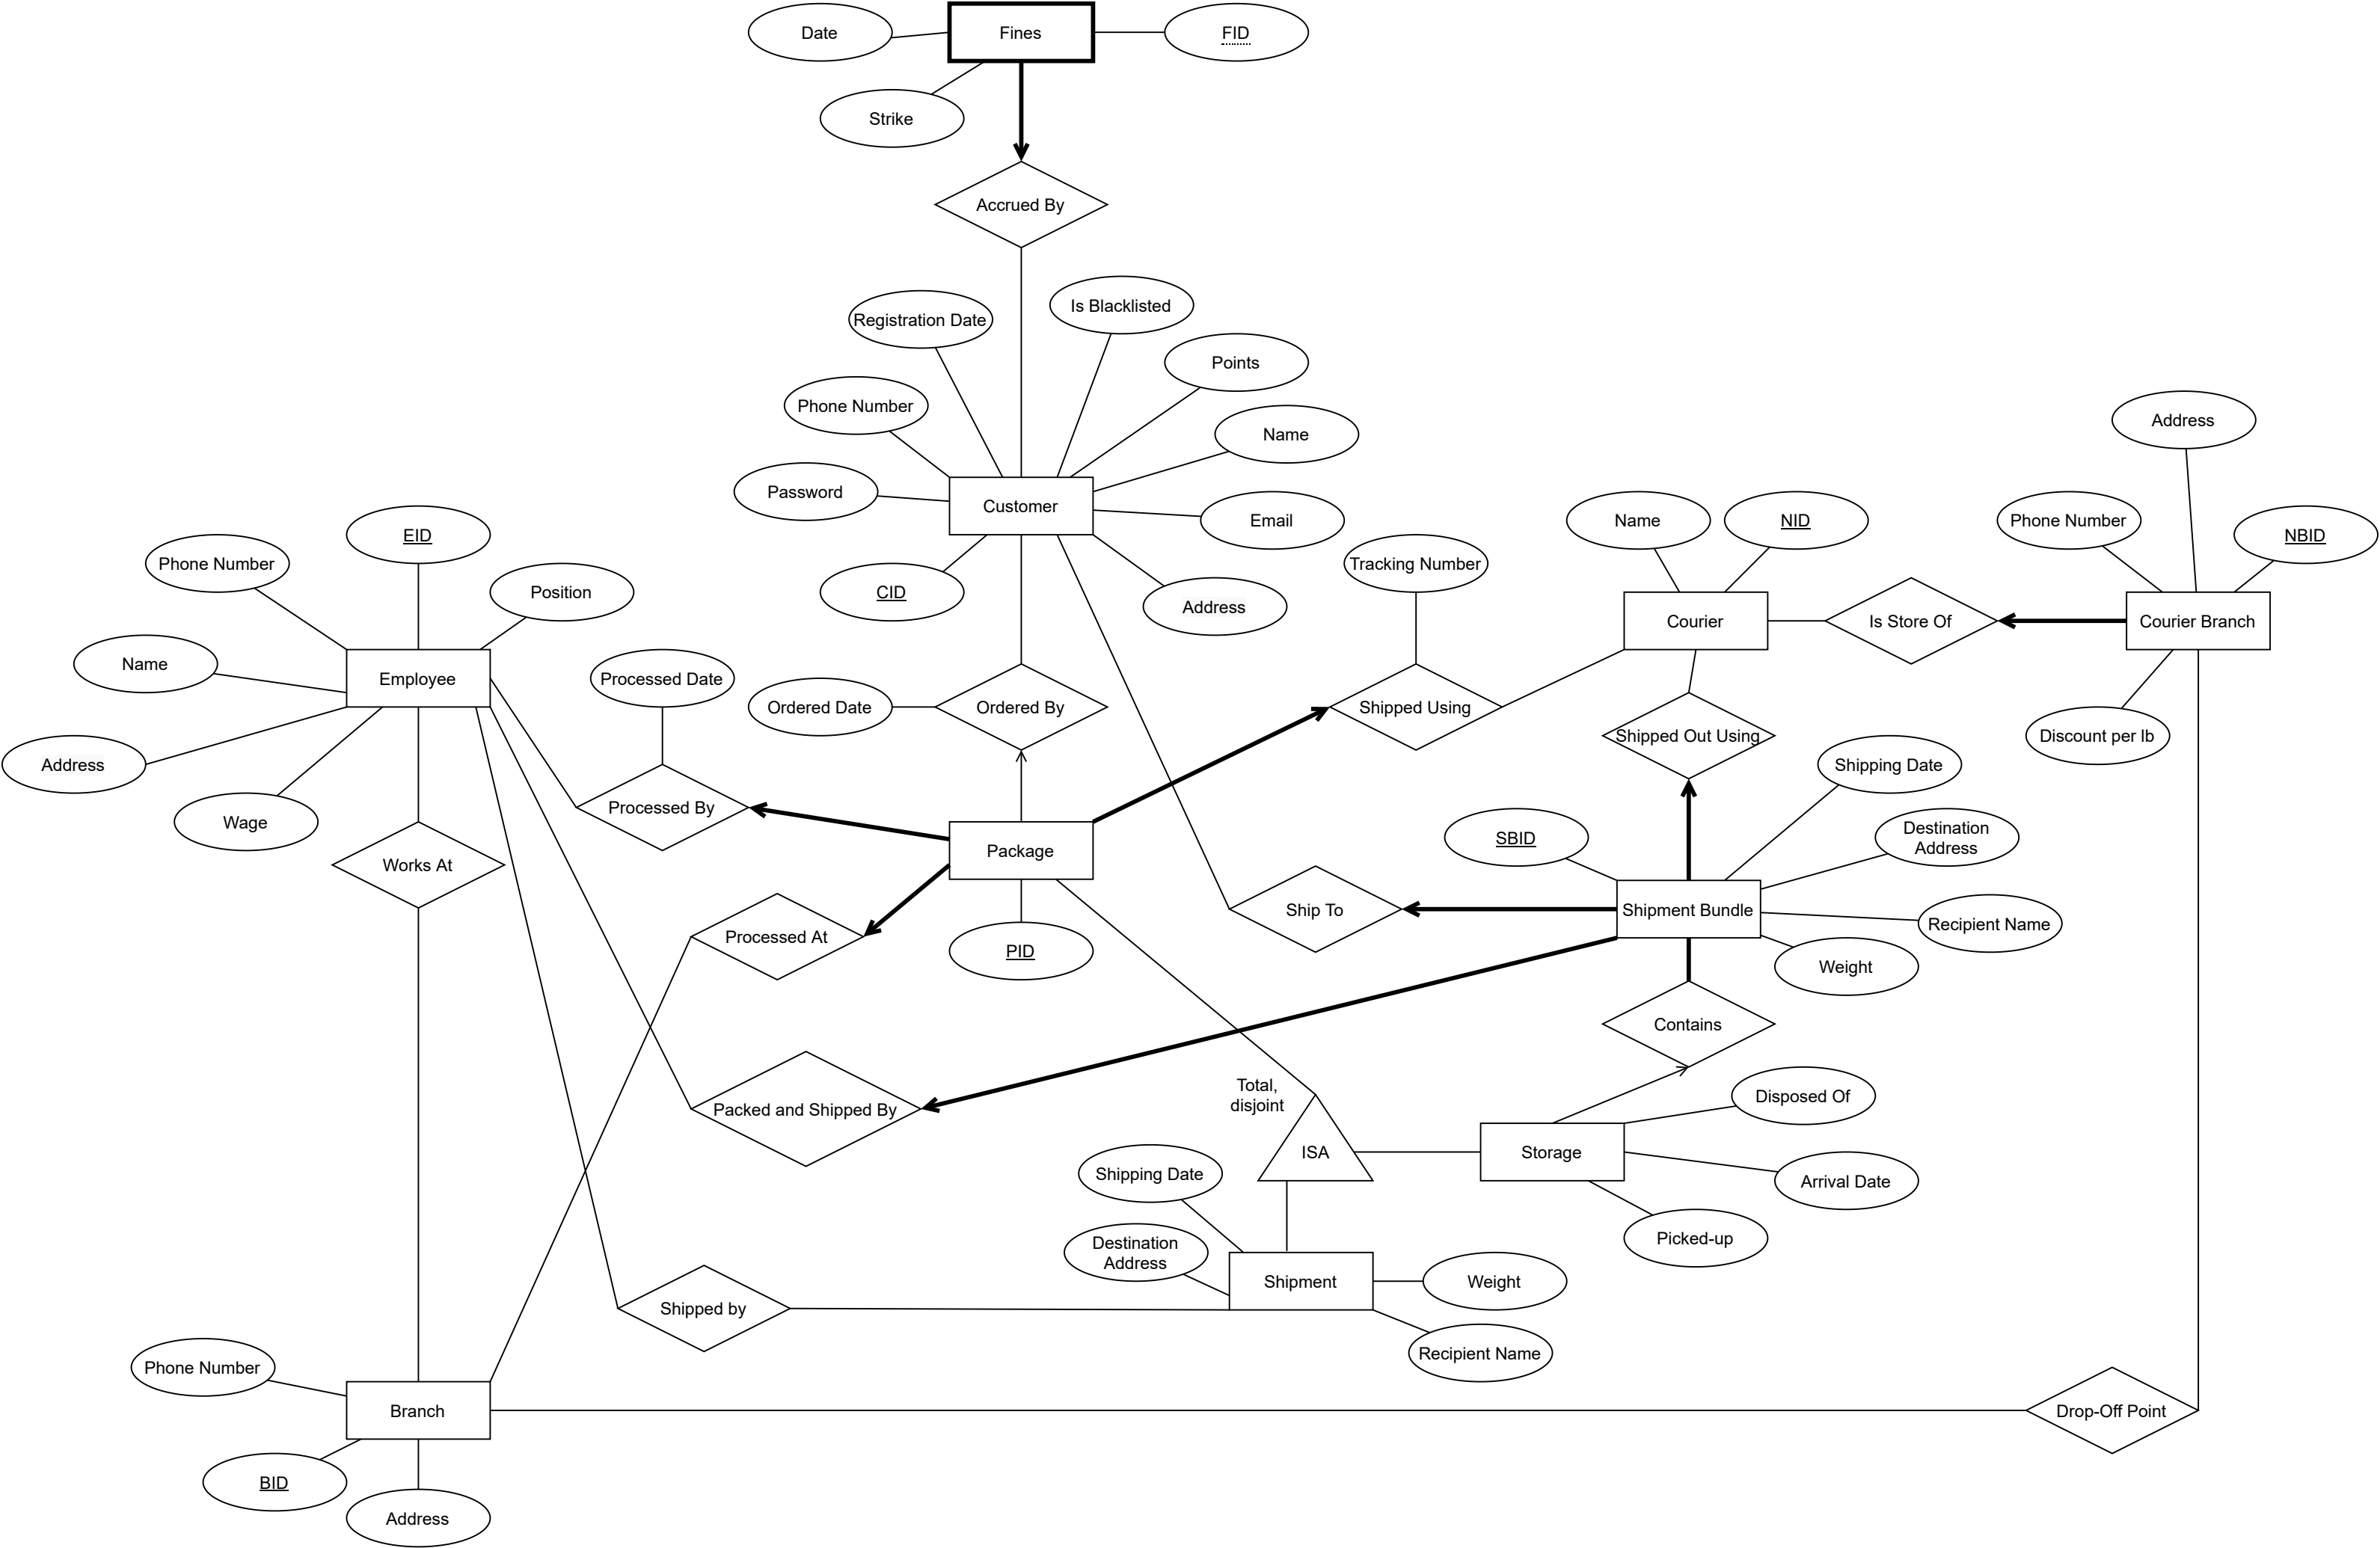 Date
Fines
FID
Strike
Accrued By
Registration Date
Is Blacklisted
Points
Phone Number
Name
Address
Password
Customer
Email
CID
Address
Tracking Number
Name
NID
Phone Number
NBID
EID
Phone Number
Position
Name
Employee
Address
Wage
Processed Date
Ordered Date
Ordered By
Shipped Using
Courier
Is Store Of
Courier Branch
Shipped Out Using
Discount per lb
Shipping Date
Processed By
Works At
Package
SBID
Destination
Address
Ship To
Shipment Bundle
Recipient Name
Processed At
PID
Weight
Contains
Packed and Shipped By
Total,
disjoint
ISA
Storage
Disposed Of
Arrival Date
Picked-up
Shipping Date
Destination
Address
Shipment
Weight
Shipped by
Recipient Name
Phone Number
Branch
Drop-Off Point
BID
Address